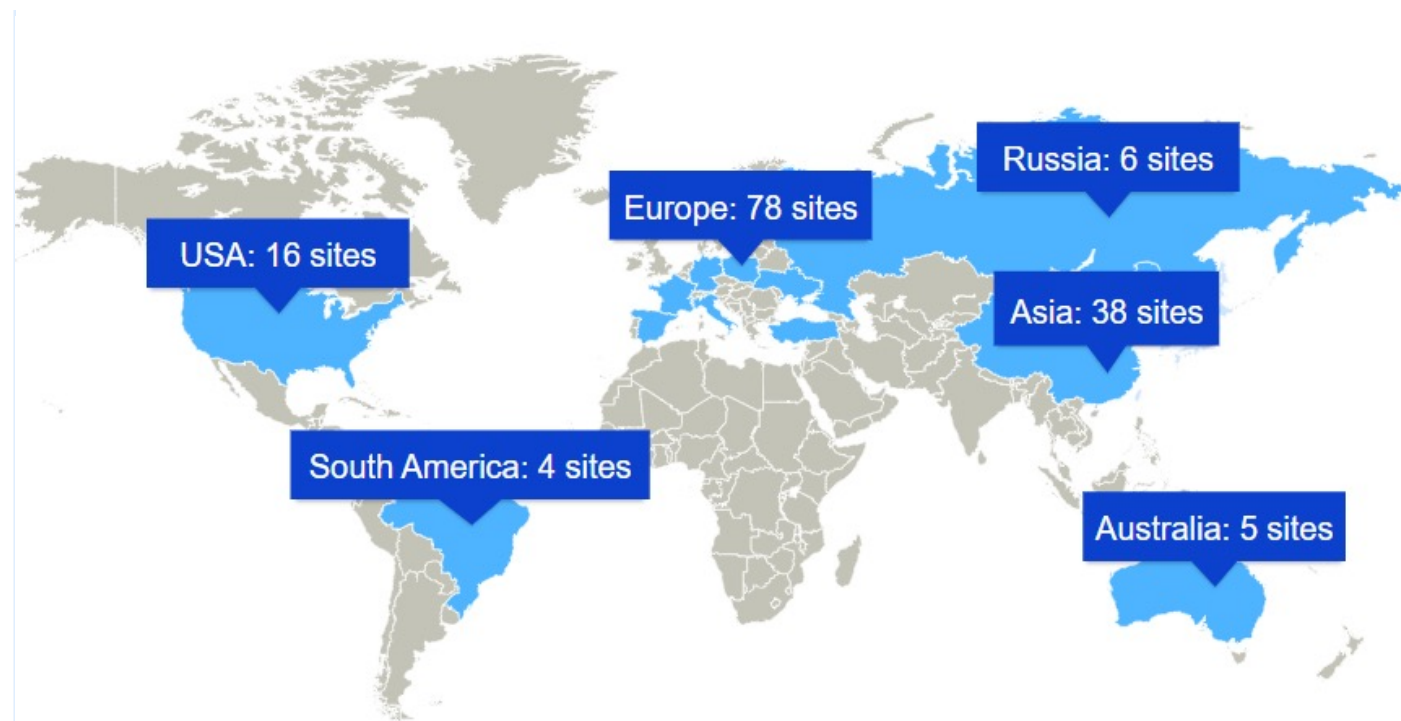 Russia: 6 sites
Europe: 78 sites
USA: 16 sites
Asia: 38 sites
South America: 4 sites
Australia: 5 sites